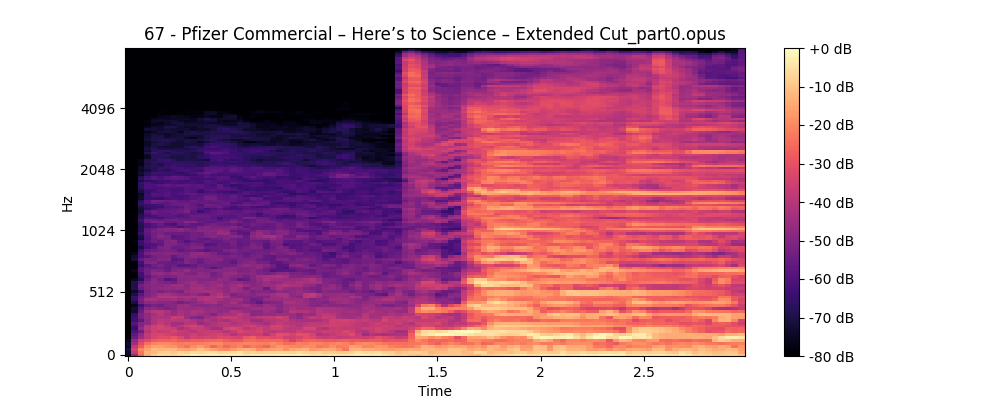 67 - Pfizer Commercial – Here’s to Science – Extended Cut_part0.opus
Hz
4096
2048
1024
512
0
0
0.5
1
1.5
2
2.5
Time
+0 dB
-10 dB
-20 dB
-30 dB
-40 dB
-50 dB
-60 dB
-70 dB
-80 dB